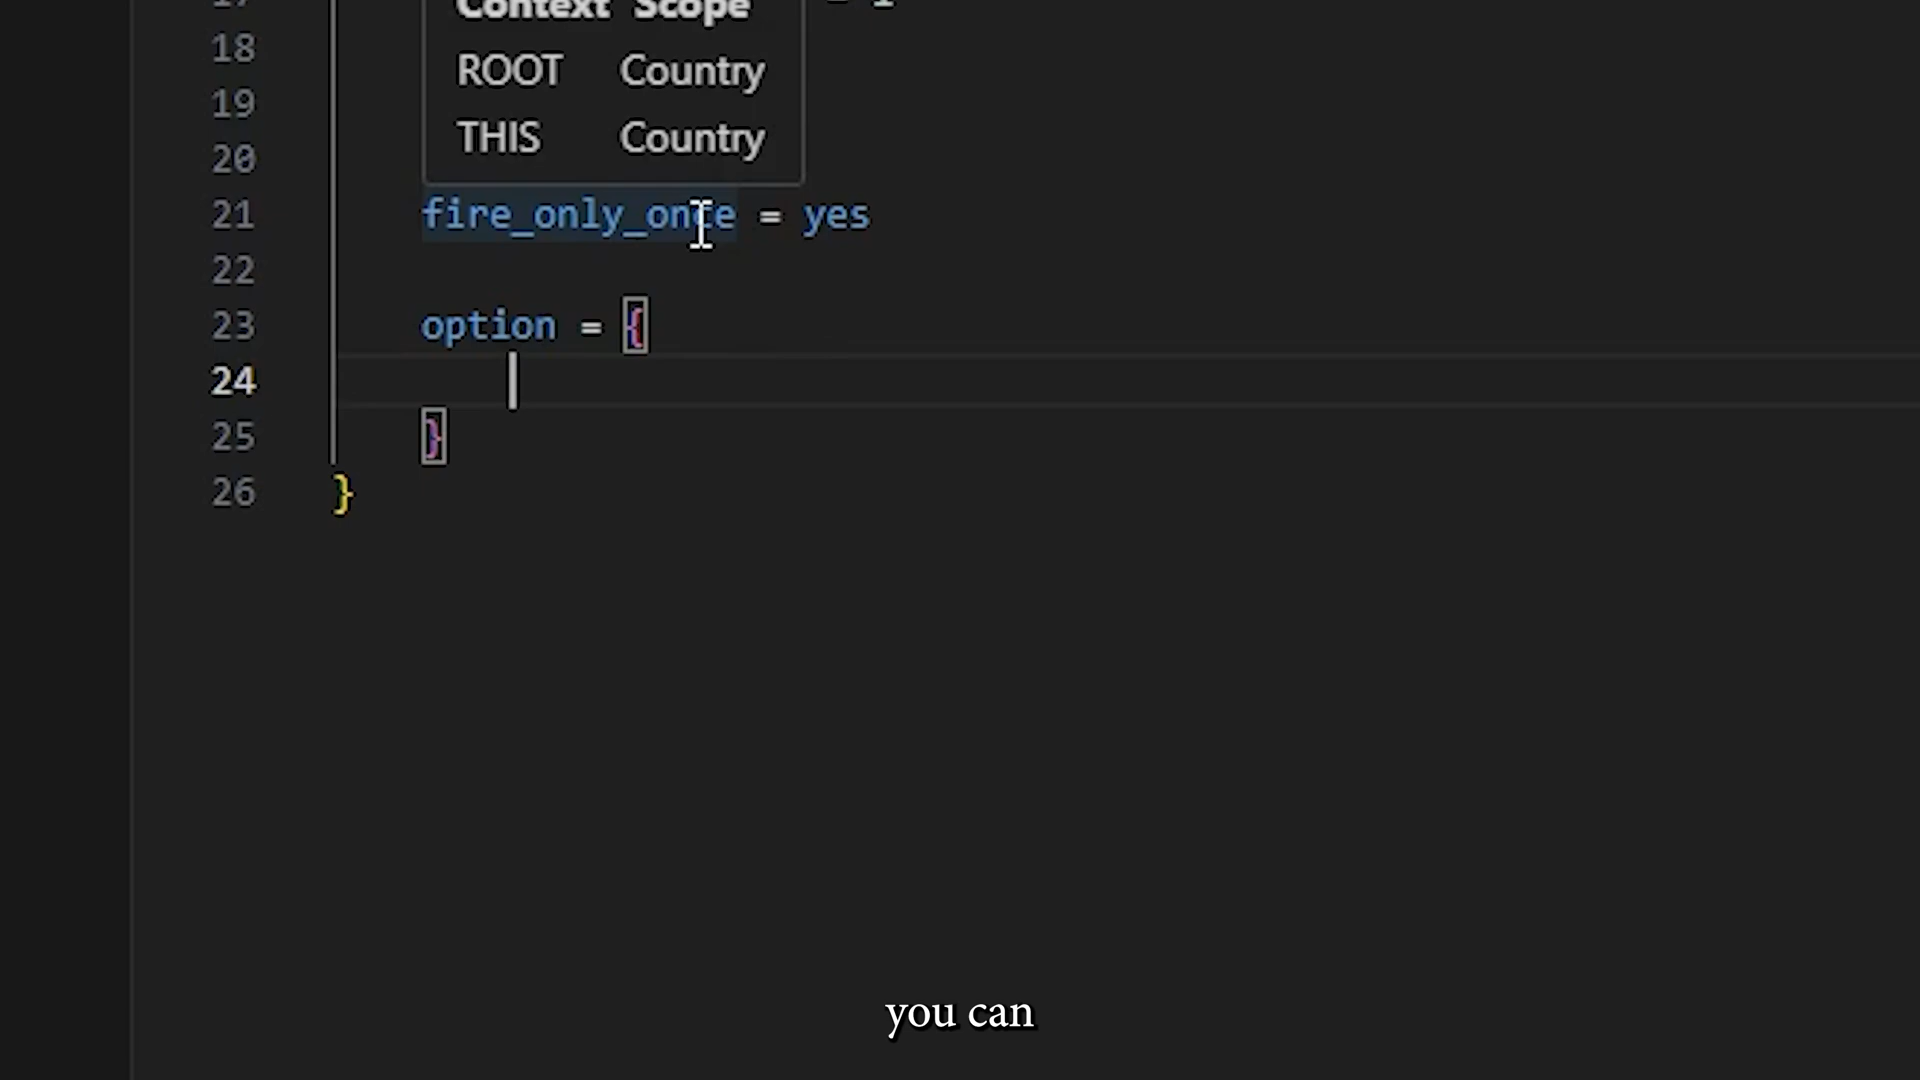 17
Context Scope
18
ROOT Country
19
THIS Country
20
21 fire_only_once = yes
22
23 option = {
24
25 }
26 }
you can